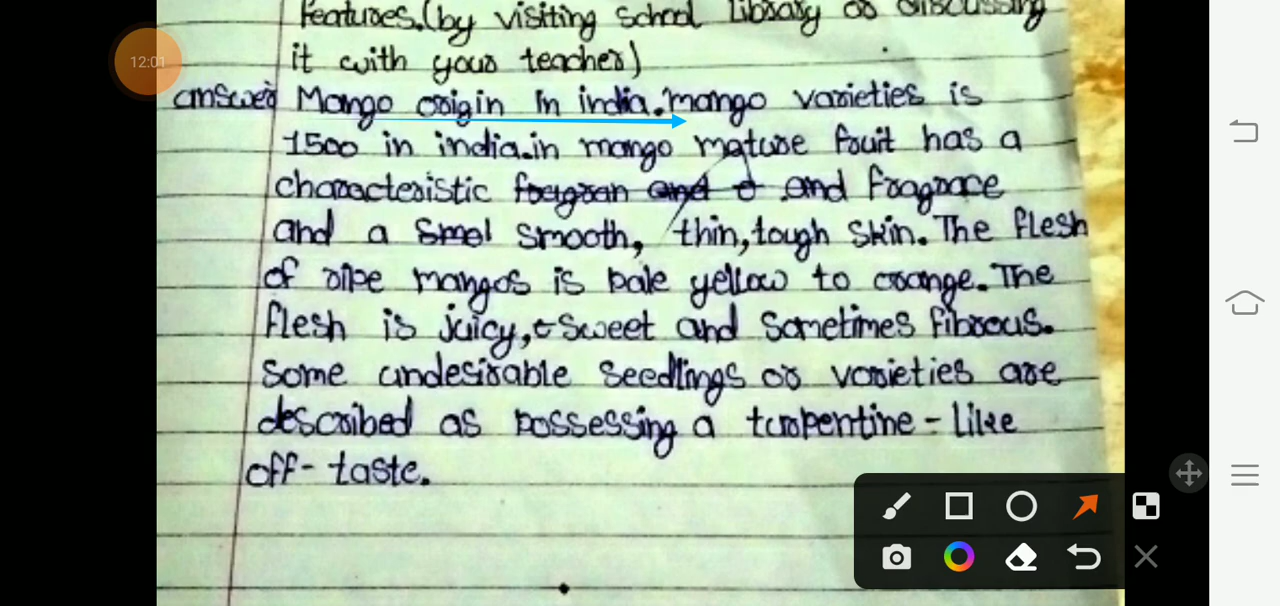 features.(by visiting school library or discussing
it with your teacher)
12:01
answer Mango origin in india.mango varieties is
1500 in india.in mango mature fruit has a
characteristic and fragrace
and a smooth, thin,tough skin. The flesh
of ripe mangos is pale yellow to orange. The
flesh is juicy, sweet and sometimes fibrous.
some undesirable seedlings or varieties are
described as possessing a turpentine - like
off - taste.